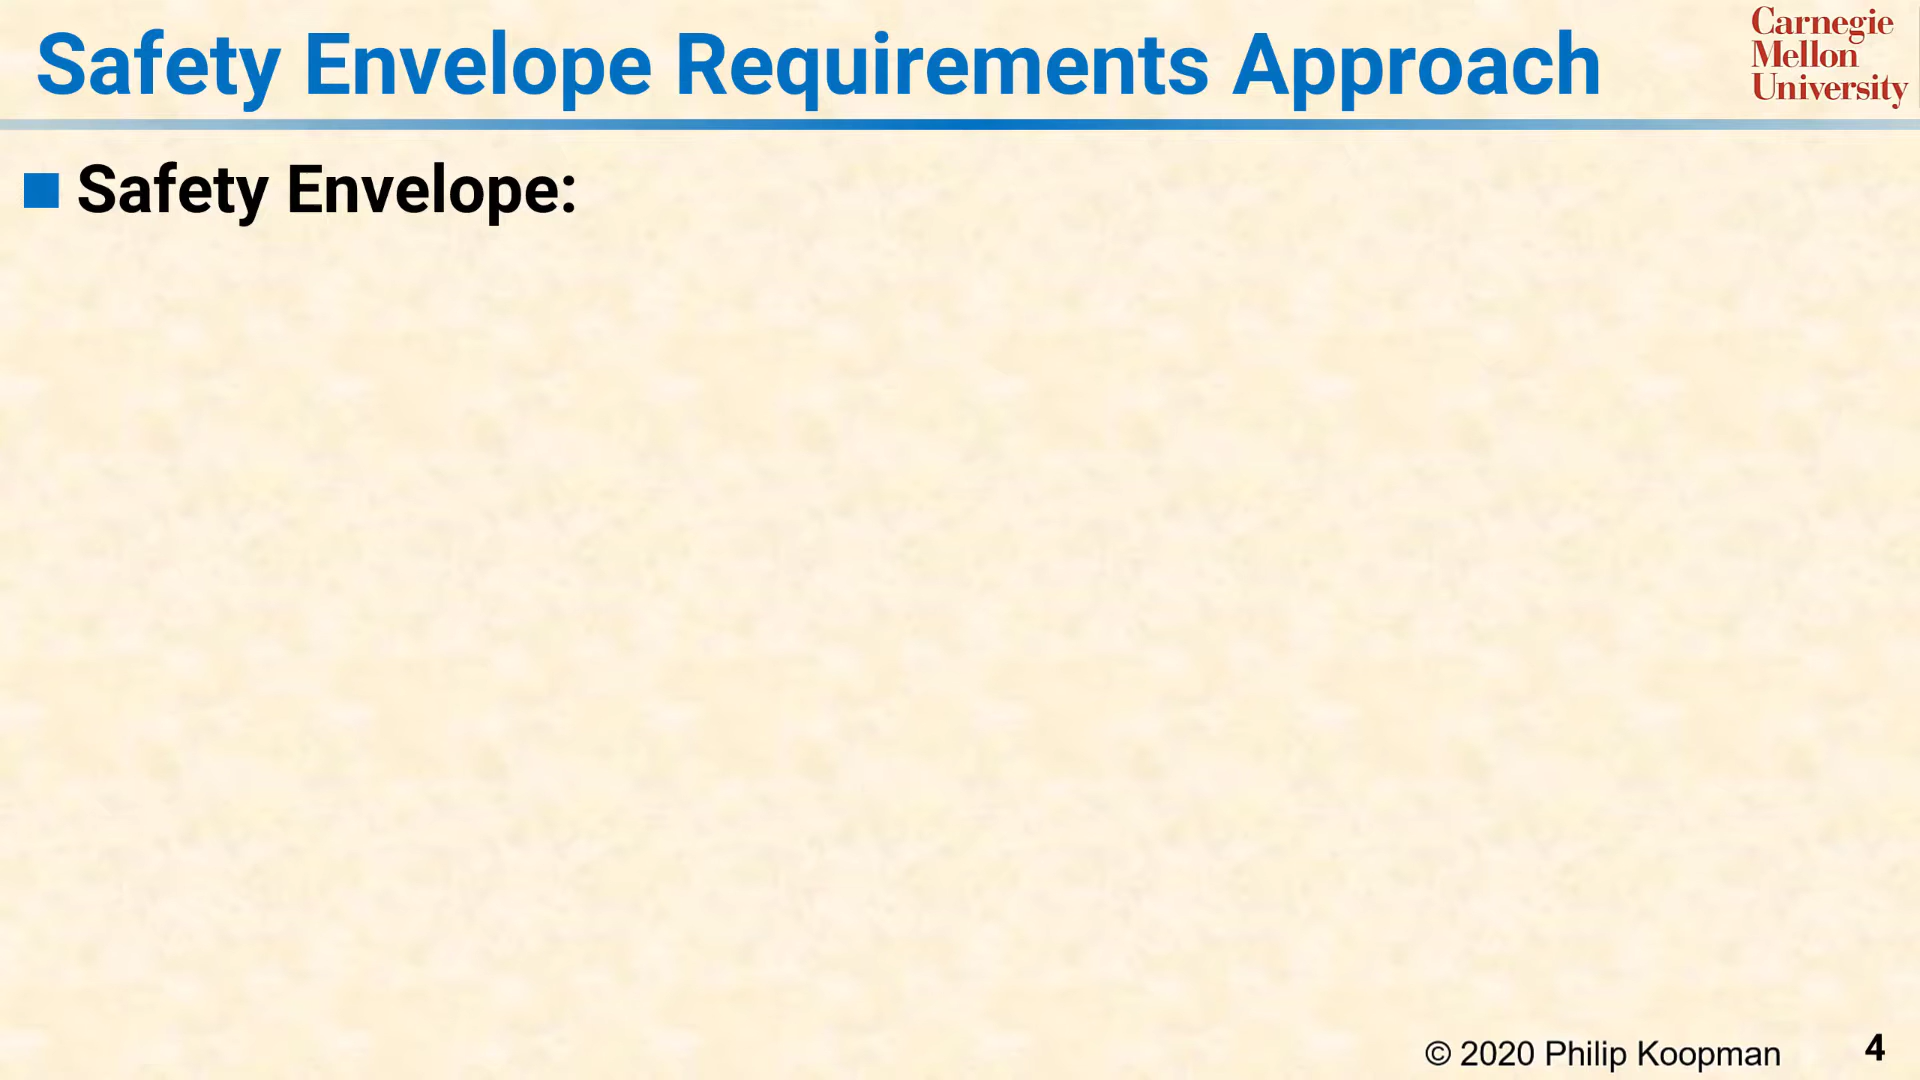 Safety Envelope Requirements Approach
Carnegie
Mellon
University
Safety Envelope:
© 2020 Philip Koopman
4